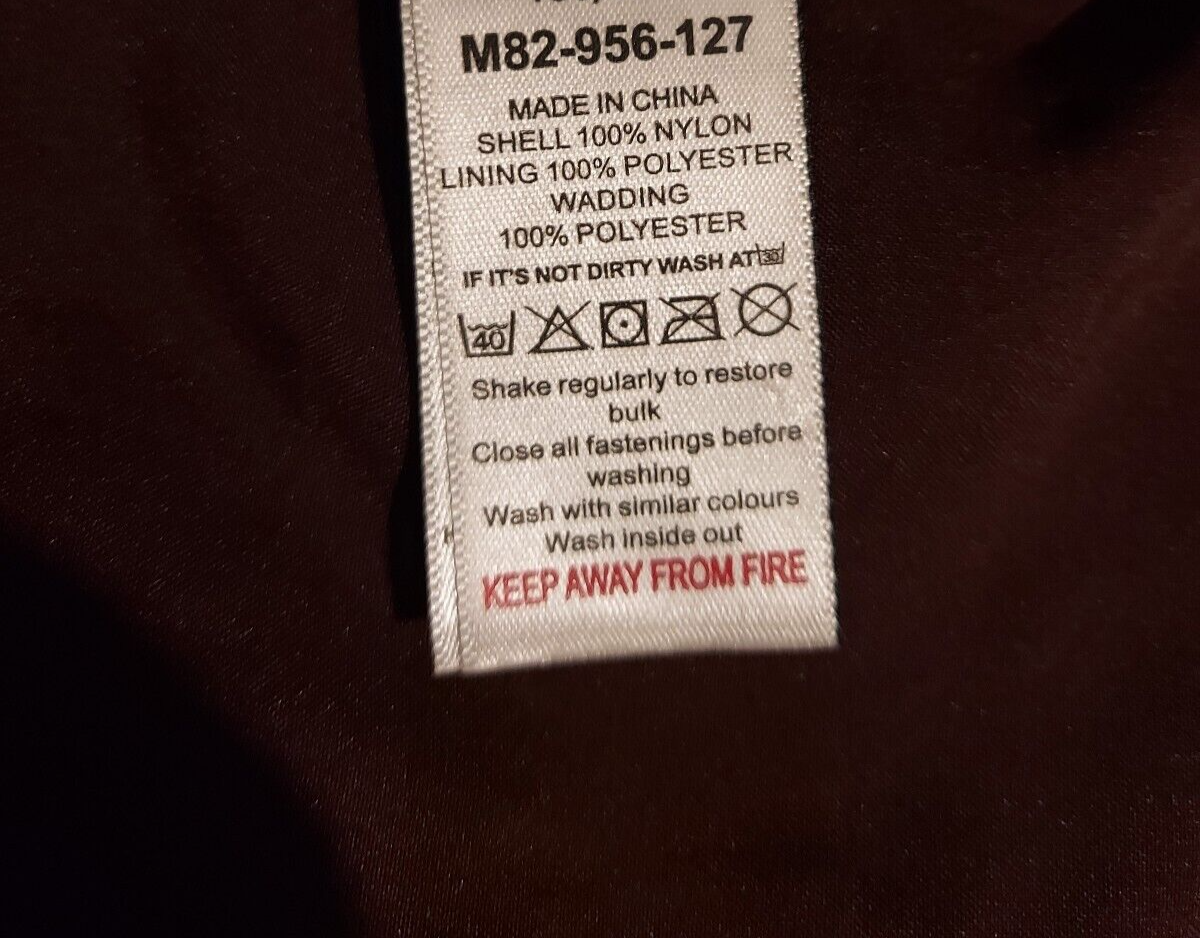 M82-956-127
MADE IN CHINA
SHELL 100% NYLON
LINING 100% POLYESTER
WADDING
100% POLYESTER
IF IT'S NOT DIRTY WASH AT 30
40
Shake regularly to restore
bulk
Close all fastenings before
washing
Wash with similar colours
Wash inside out
KEEP AWAY FROM FIRE